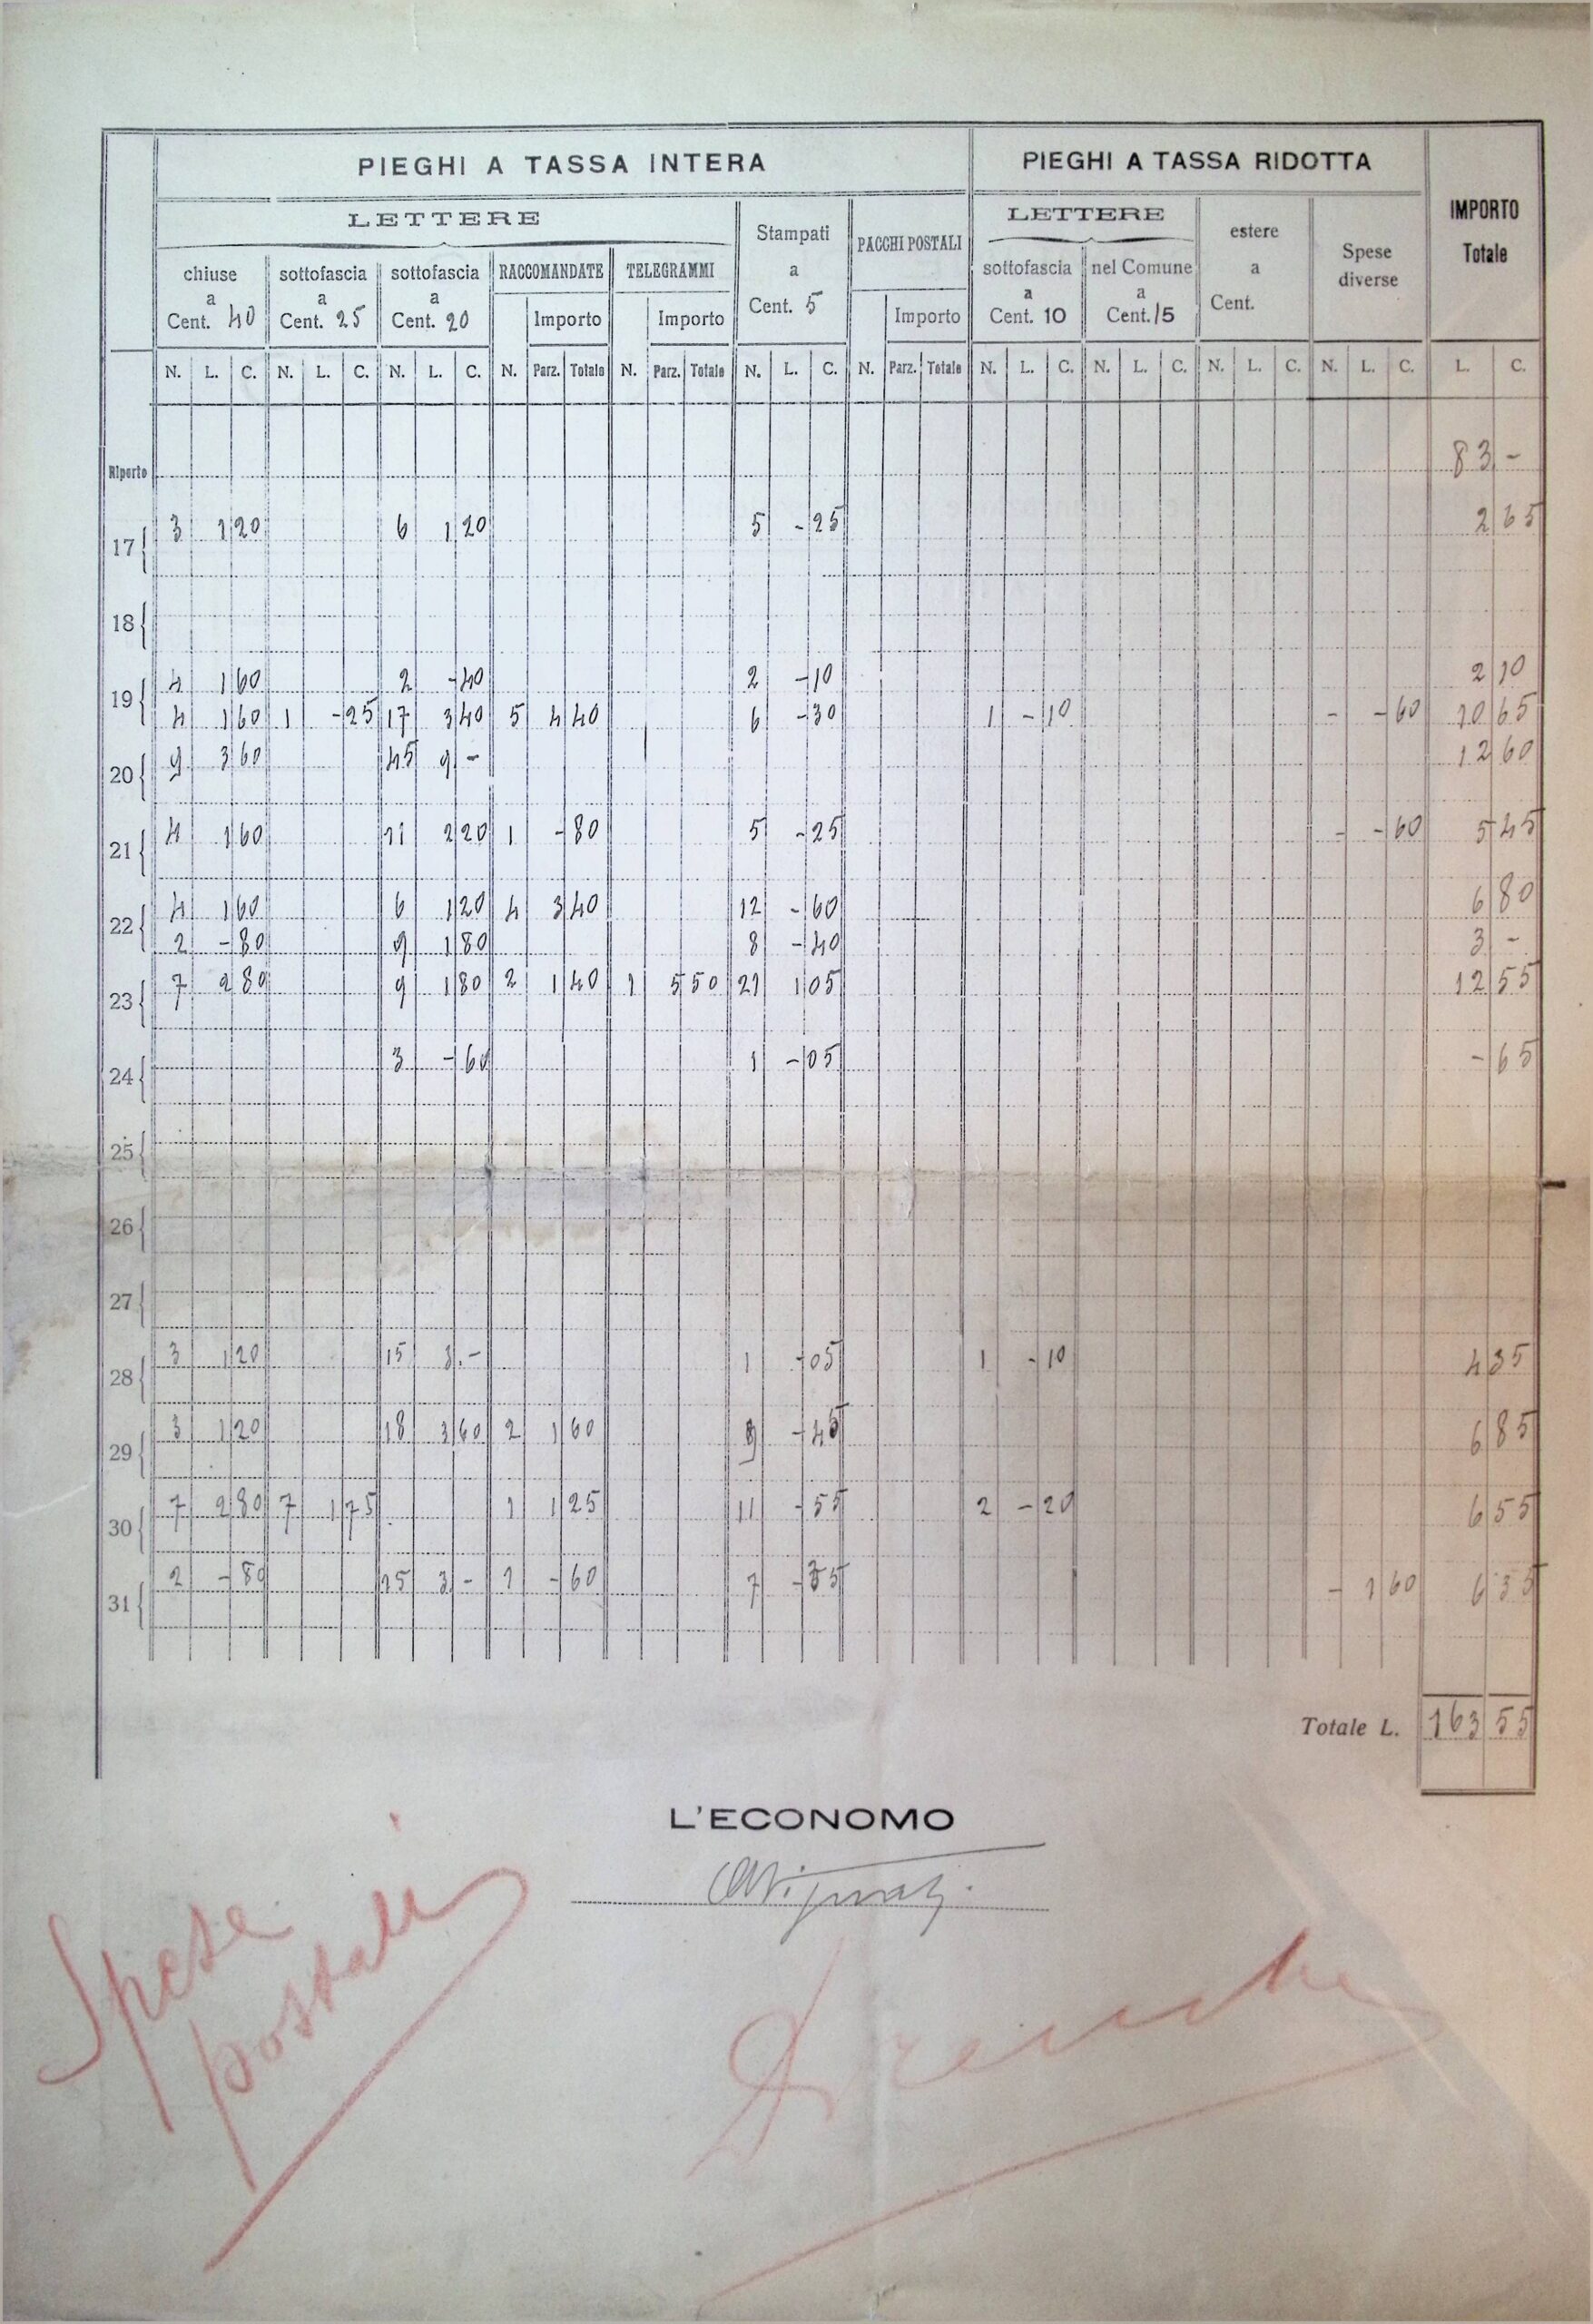 PIEGHI A TASSA INTERA PIEGHI A TASSA RIDOTTA IMPORTO Totale
LETTERE Stampati a Cent. 5 PACCHI POSTALI LETTERE estere a Cent. Spese diverse
chiuse a Cent. 40 sottofascia a Cent. 25 sottofascia a Cent. 20 RACCOMANDATE TELEGRAMMI sottofascia a Cent. 10 nel Comune a Cent. 15
Importo Importo Importo
N. L. C. N. L. C. N. L. C. N. Parz. Totale N. Parz. Totale N. L. C. N. Parz. Totale N. L. C. N. L. C. N. L. C. N. L. C. L. C.
Riporto 83 -
17 3 1 20 6 1 20 5 - 25 2 65
18
19 4 1 60 2 - 40 2 - 10 2 10
4 1 60 1 - 25 17 3 40 5 4 40 6 - 30 1 - 10 - - 60 10 65
20 9 3 60 45 9 - 12 60
21 4 1 60 11 2 20 1 - 80 5 - 25 - - 60 5 45
22 4 1 60 6 1 20 4 3 40 12 - 60 6 80
2 - 80 9 1 80 8 - 40 3 -
23 7 2 80 9 1 80 2 1 40 1 5 50 21 1 05 12 55
24 3 - 60 1 - 05 - 65
25
26
27
28 3 1 20 15 3 - 1 - 05 1 - 10 4 35
29 3 1 20 18 3 60 2 1 60 9 - 45 6 85
30 7 2 80 7 1 75 1 1 25 11 - 55 2 - 20 6 55
31 2 - 80 15 3 - 1 - 60 7 - 35 - 1 60 6 35
Totale L. 163 55
L'ECONOMO
Spese
postali